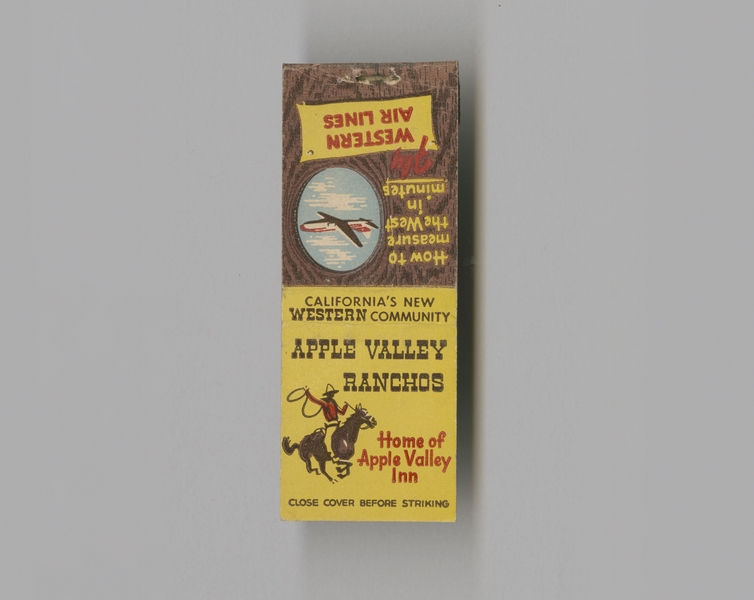 How to
measure
the West
in
minutes
Fly
WESTERN
AIR LINES
CALIFORNIA'S NEW
WESTERN COMMUNITY
APPLE VALLEY
RANCHOS
Home of
Apple Valley
Inn
CLOSE COVER BEFORE STRIKING